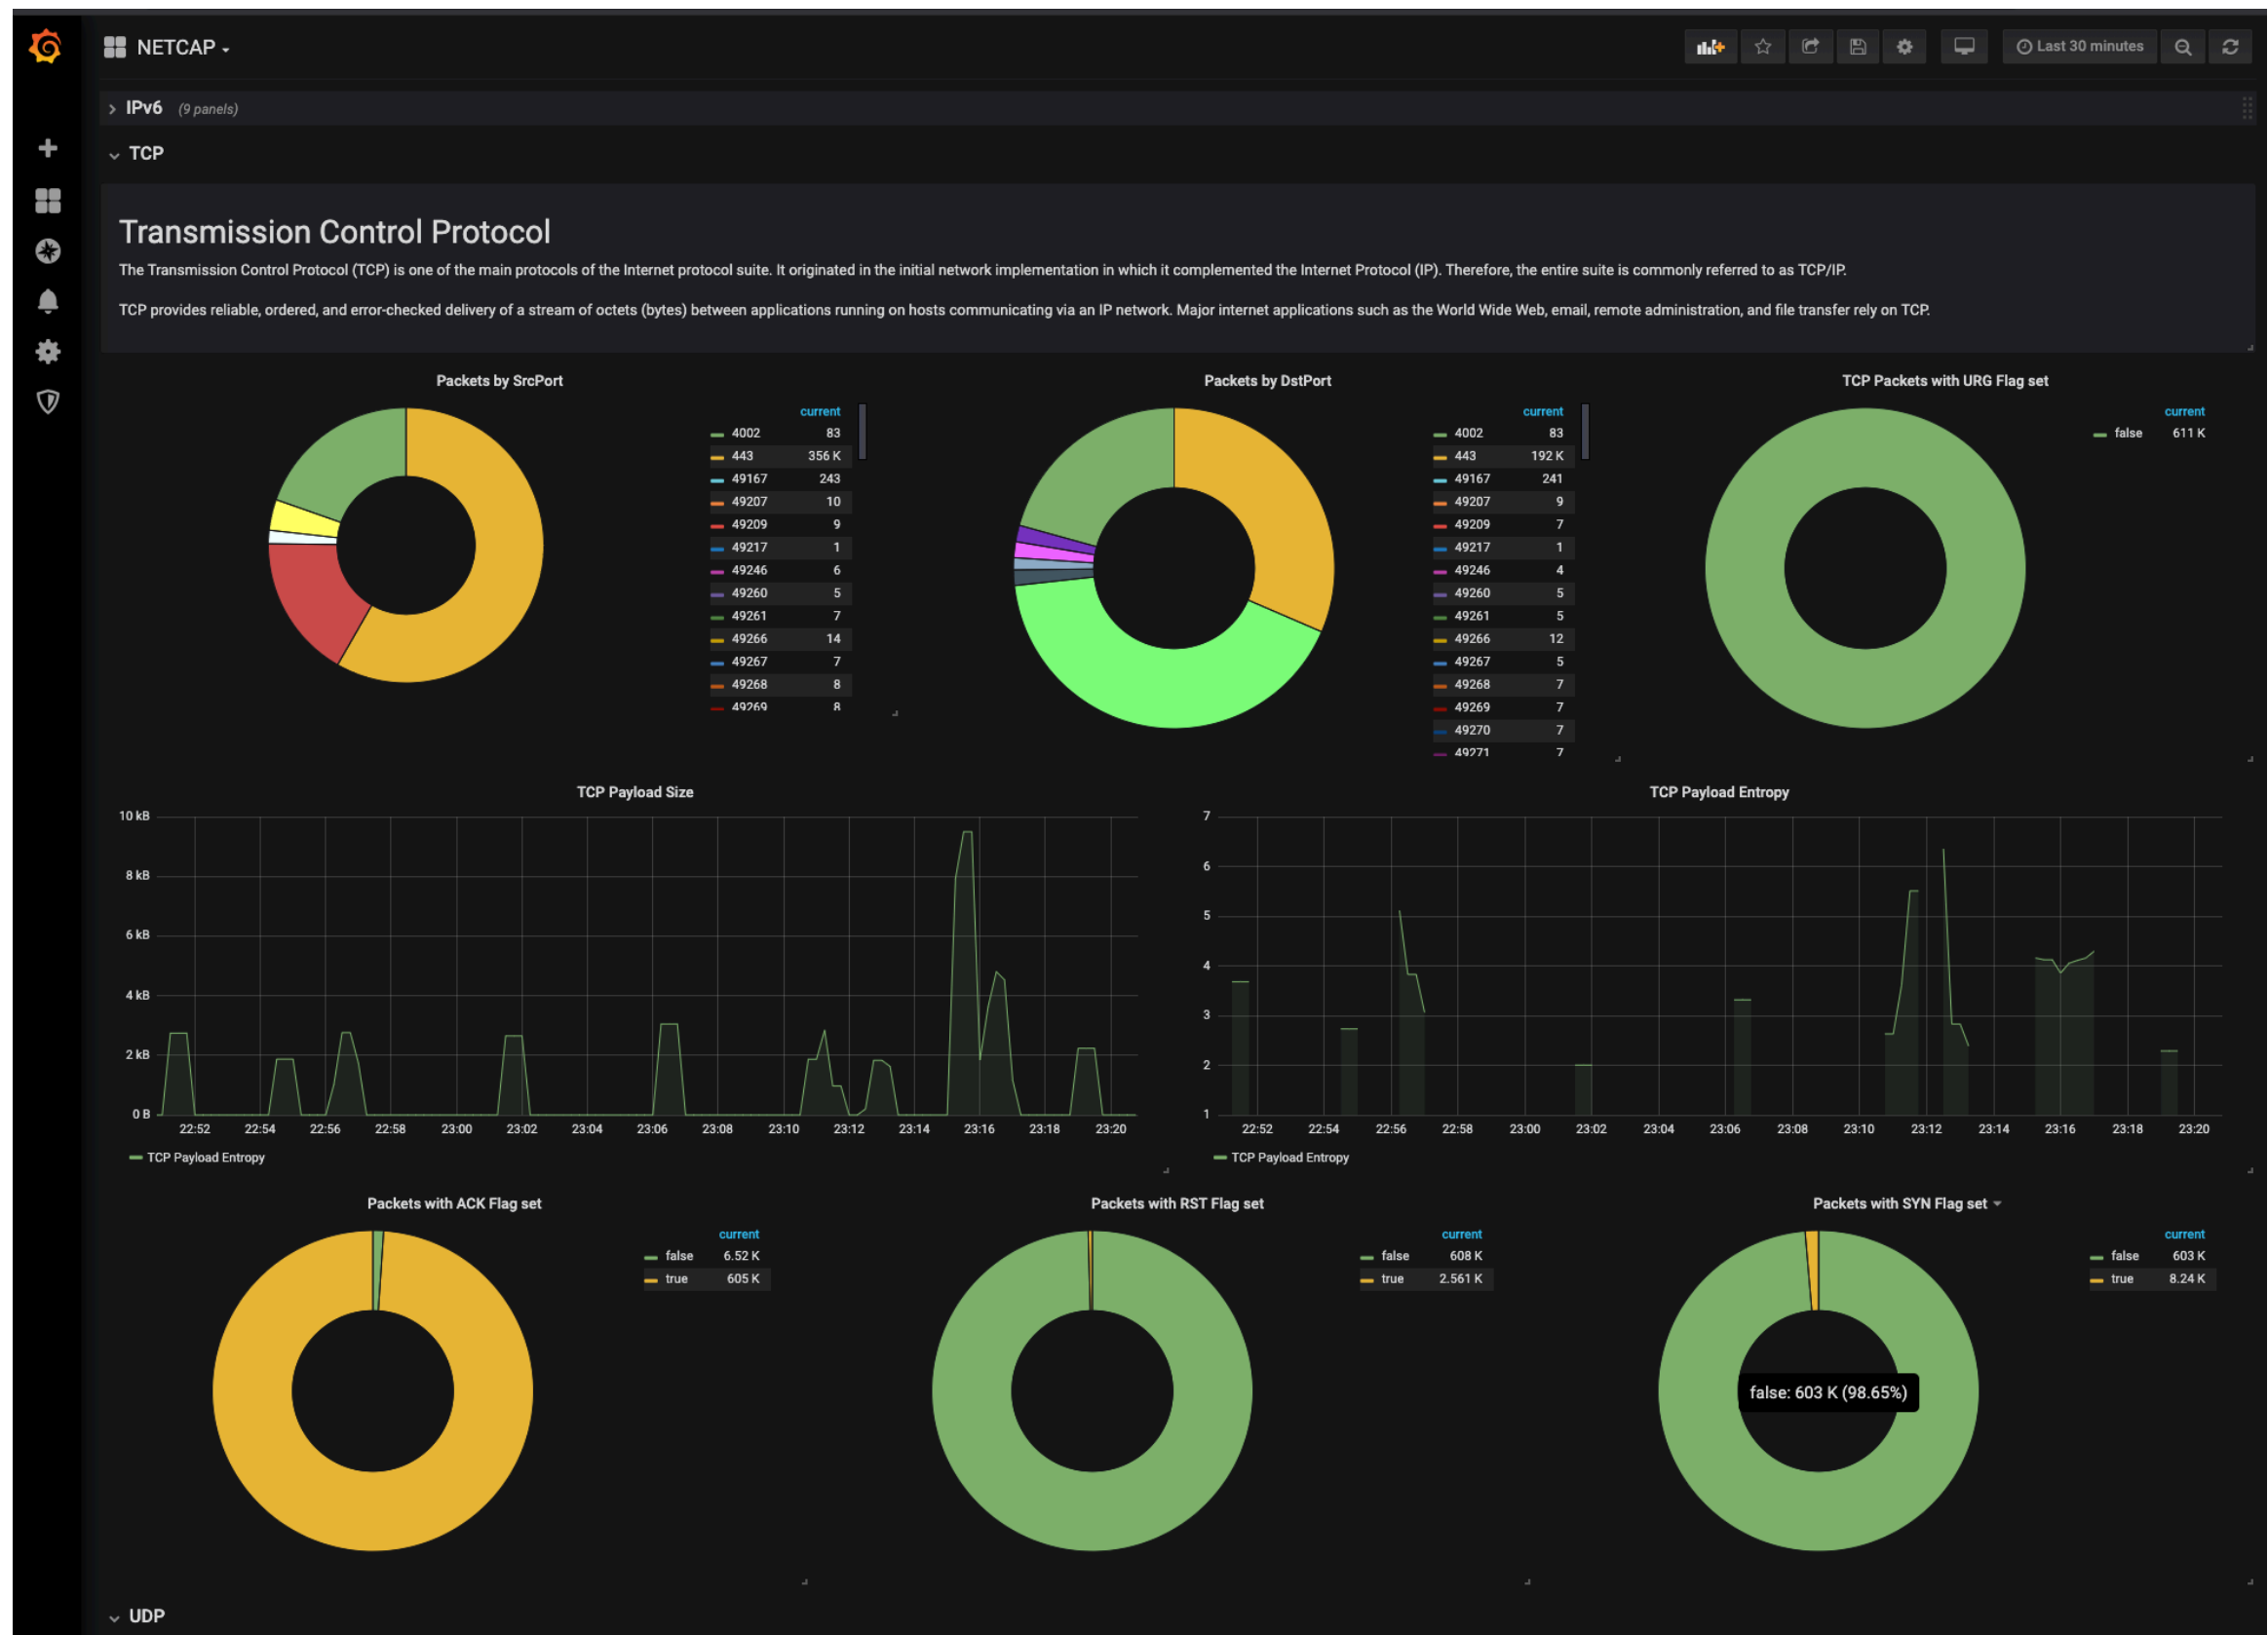 NETCAP
Last 30 minutes
IPv6 (9 panels)
TCP
Transmission Control Protocol
The Transmission Control Protocol (TCP) is one of the main protocols of the Internet protocol suite. It originated in the initial network implementation in which it complemented the Internet Protocol (IP). Therefore, the entire suite is commonly referred to as TCP/IP.
TCP provides reliable, ordered, and error-checked delivery of a stream of octets (bytes) between applications running on hosts communicating via an IP network. Major internet applications such as the World Wide Web, email, remote administration, and file transfer rely on TCP.
Packets by SrcPort
current
4002 83
443 356 K
49167 243
49207 10
49209 9
49217 1
49246 6
49260 5
49261 7
49266 14
49267 7
49268 8
49269 8
Packets by DstPort
current
4002 83
443 192 K
49167 241
49207 9
49209 7
49217 1
49246 4
49260 5
49261 5
49266 12
49267 5
49268 7
49269 7
49270 7
49271 7
TCP Packets with URG Flag set
current
false 611 K
TCP Payload Size
10 kB
8 kB
6 kB
4 kB
2 kB
0 B
22:52 22:54 22:56 22:58 23:00 23:02 23:04 23:06 23:08 23:10 23:12 23:14 23:16 23:18 23:20
TCP Payload Entropy
TCP Payload Entropy
7
6
5
4
3
2
1
22:52 22:54 22:56 22:58 23:00 23:02 23:04 23:06 23:08 23:10 23:12 23:14 23:16 23:18 23:20
TCP Payload Entropy
Packets with ACK Flag set
current
false 6.52 K
true 605 K
Packets with RST Flag set
current
false 608 K
true 2.561 K
Packets with SYN Flag set
current
false 603 K
true 8.24 K
false: 603 K (98.65%)
UDP